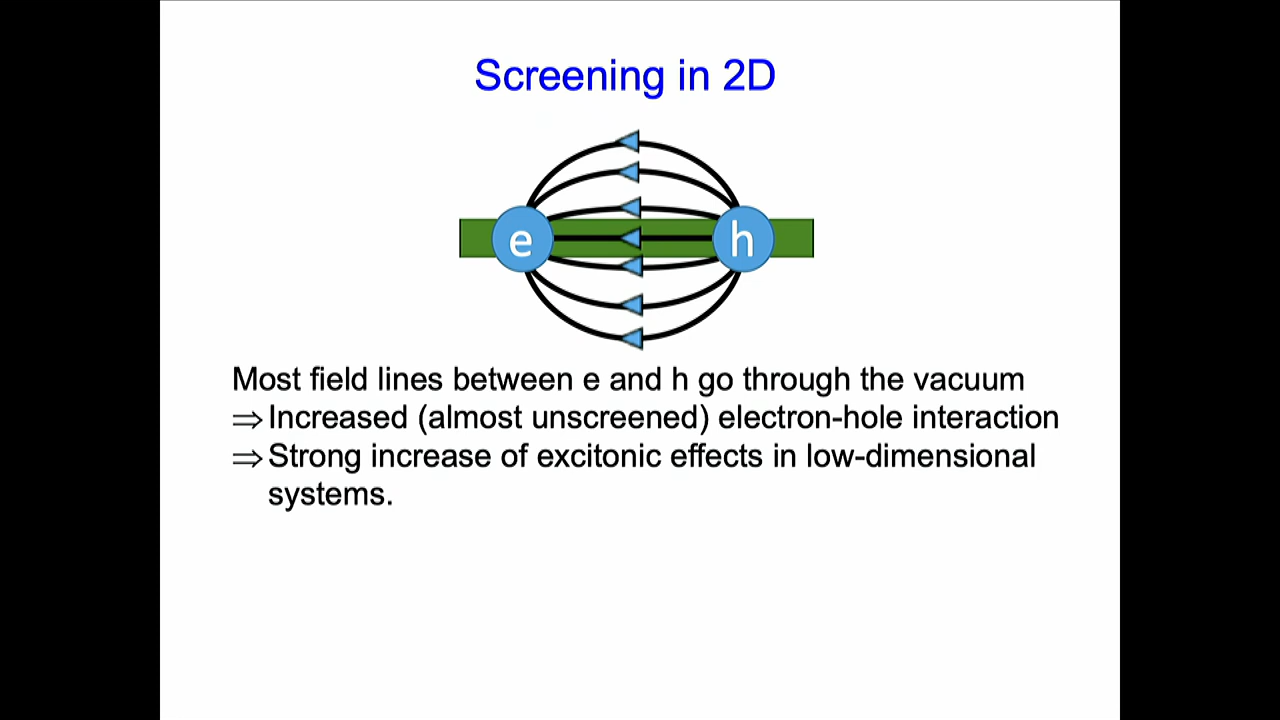 Screening in 2D
e h
Most field lines between e and h go through the vacuum
⇒ Increased (almost unscreened) electron-hole interaction
⇒ Strong increase of excitonic effects in low-dimensional
systems.